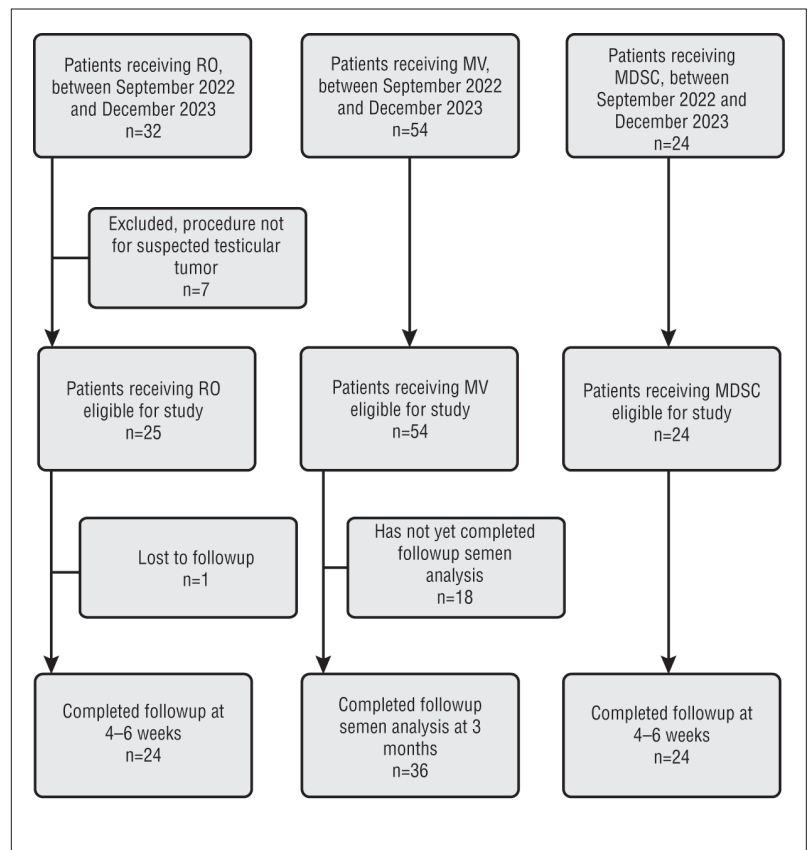 Patients receiving RO,
between September 2022
and December 2023
n=32
Patients receiving MV,
between September 2022
and December 2023
n=54
Patients receiving
MDSC, between
September 2022 and
December 2023
n=24
Excluded, procedure not
for suspected testicular
tumor
n=7
Patients receiving RO
eligible for study
n=25
Patients receiving MV
eligible for study
n=54
Patients receiving MDSC
eligible for study
n=24
Lost to followup
n=1
Has not yet completed
followup semen
analysis
n=18
Completed followup at
4–6 weeks
n=24
Completed followup
semen analysis at 3
months
n=36
Completed followup at
4–6 weeks
n=24